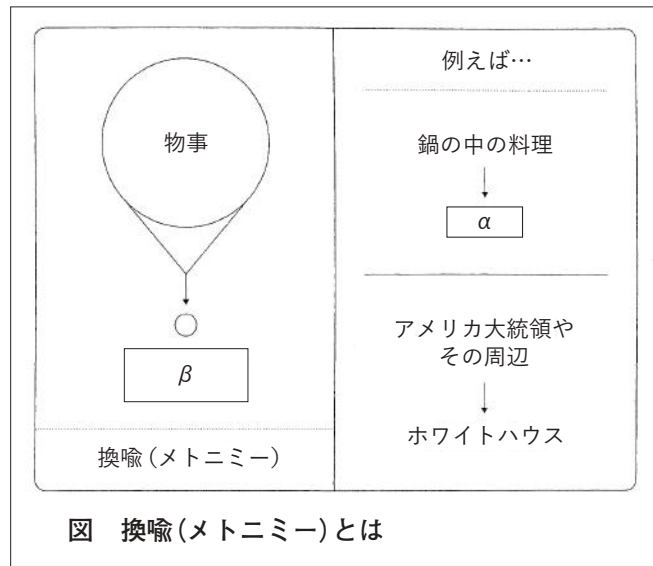 物事
β
換喩(メトニミー)
例えば…
鍋の中の料理
α
アメリカ大統領や
その周辺
ホワイトハウス
図 換喩(メトニミー)とは